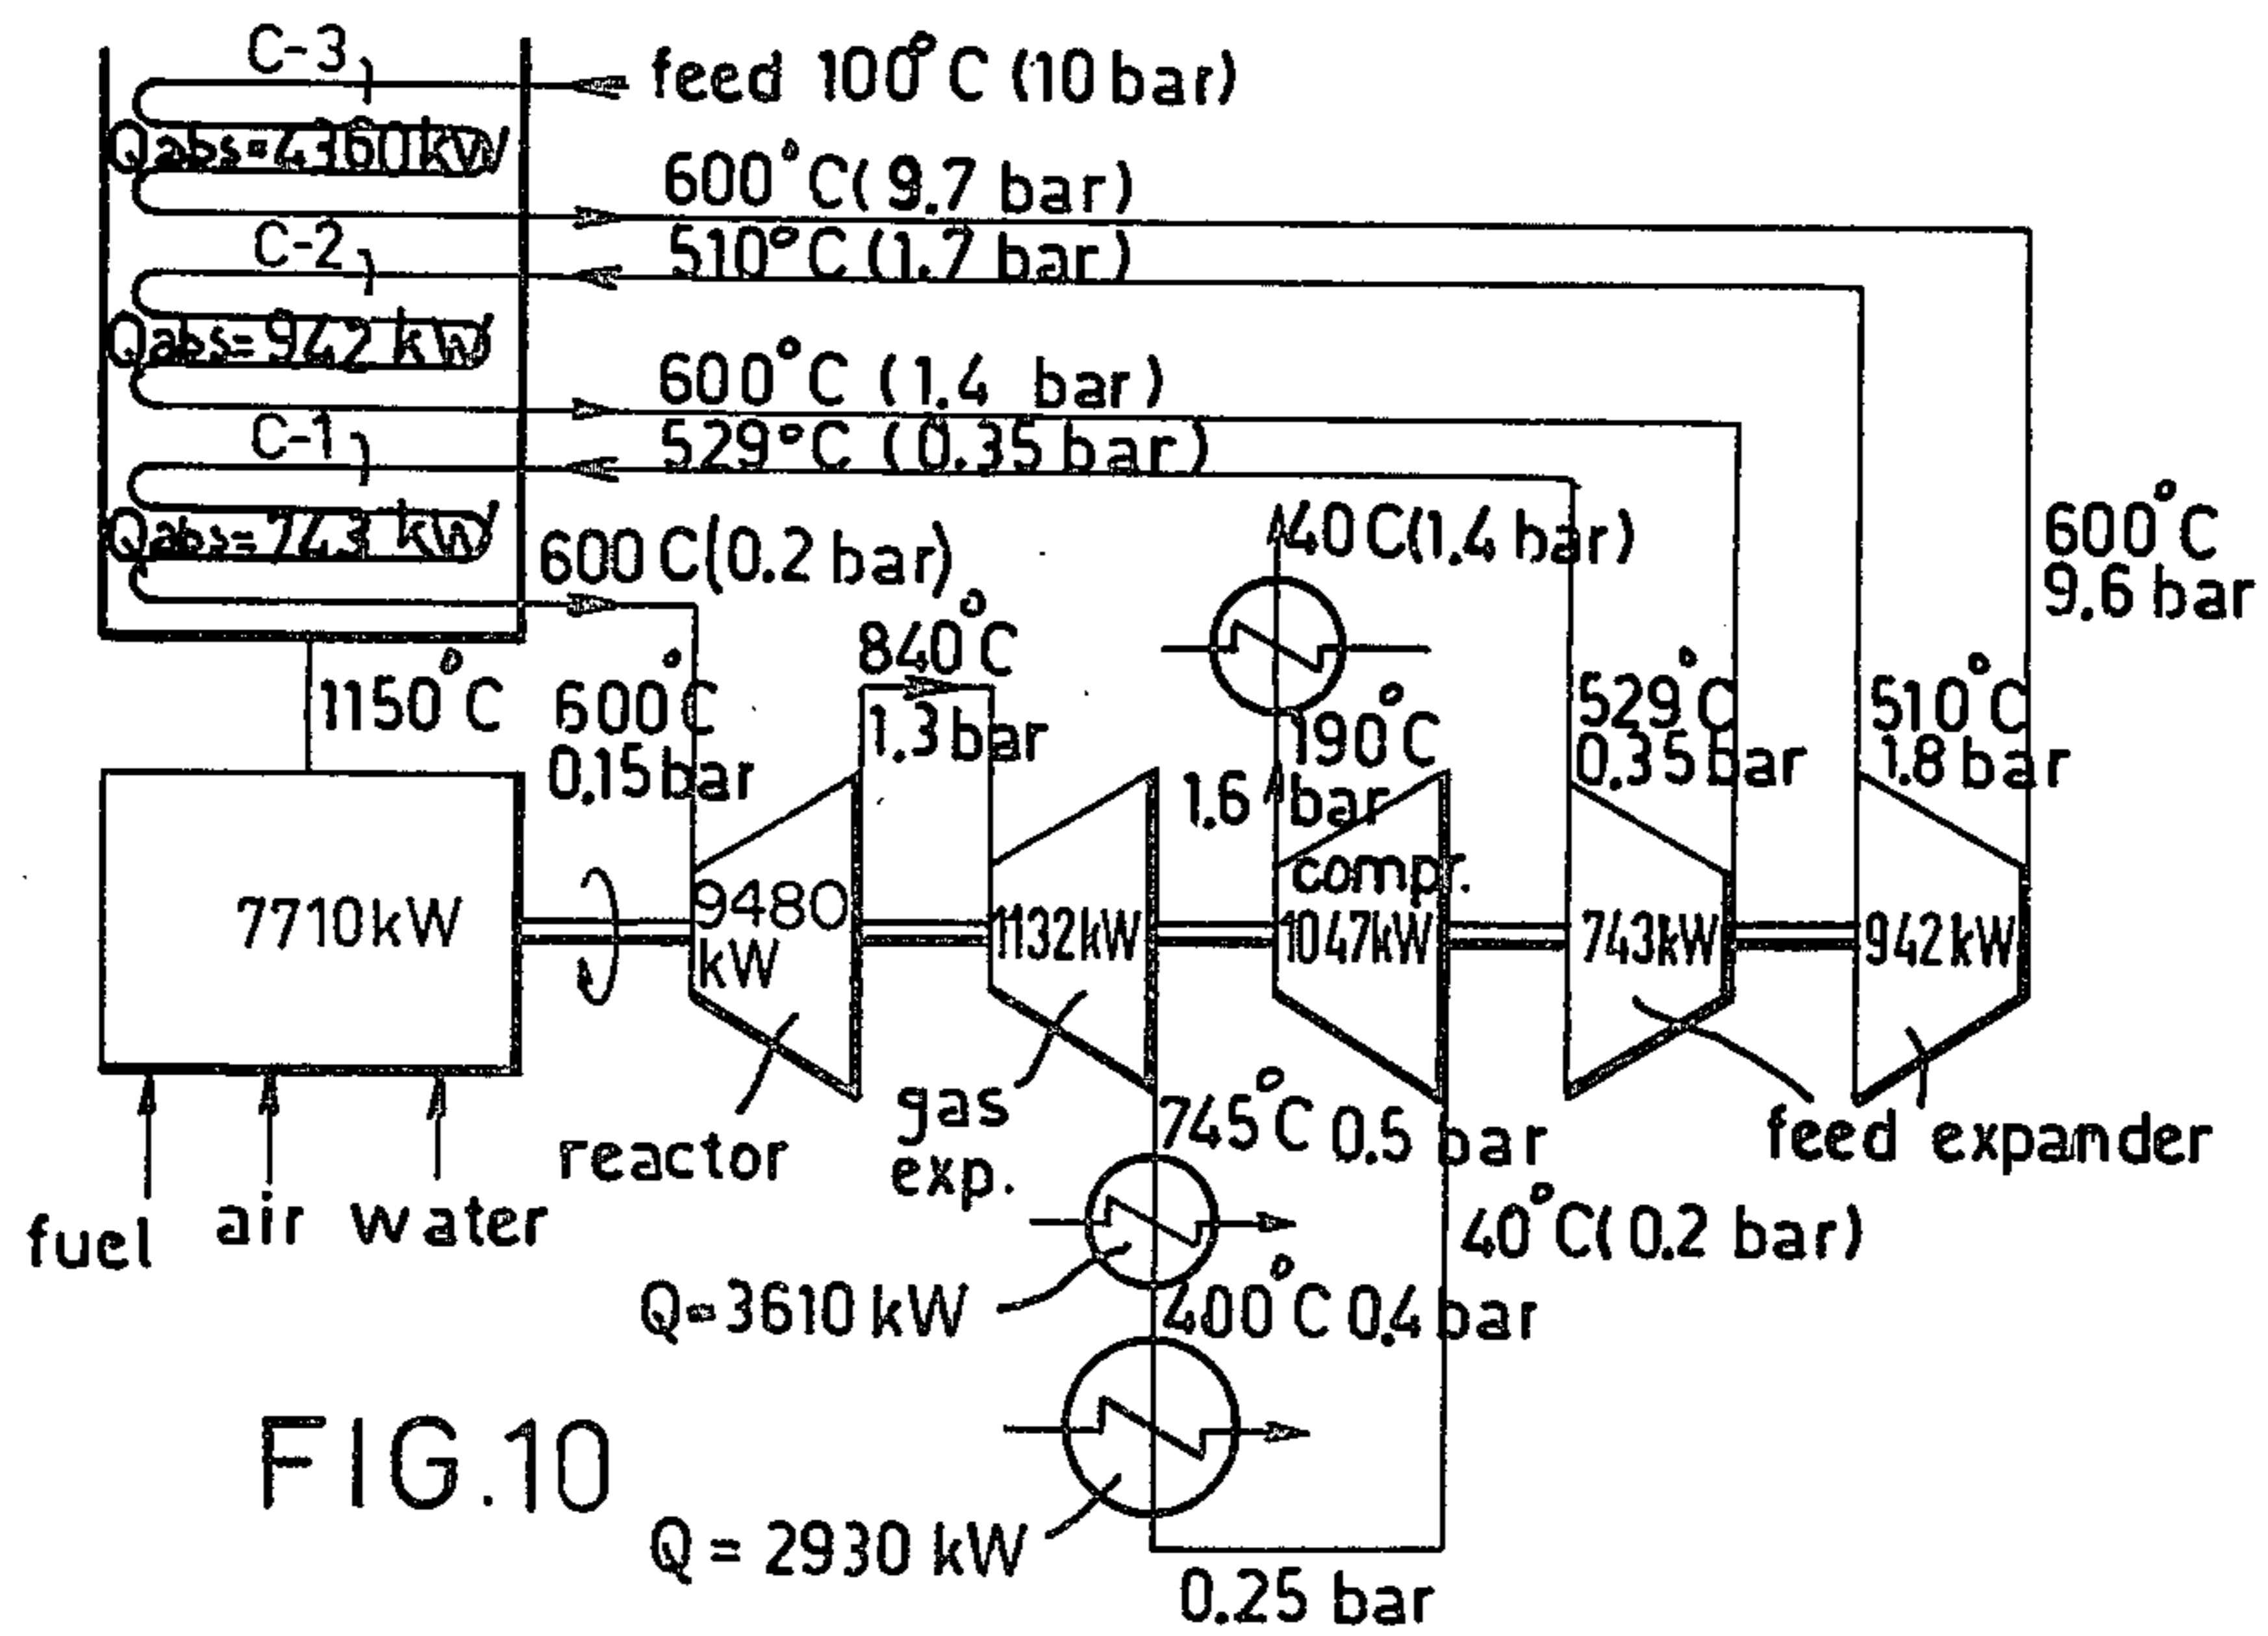 C-3
feed 100°C (10 bar)
Qabs=4360kW
600°C( 9.7 bar)
C-2
510°C (1.7 bar)
Qabs=942 kW
600°C (1.4 bar)
C-1
529°C (0.35 bar)
Qabs=743 kW
600 C(0.2 bar)
40C(1.4 bar)
600°C
9.6 bar
840°C
1.3 bar
1150°C
600°C
0.15 bar
190°C
1.6 bar
529°C
0.35 bar
510°C
1.8 bar
compr.
7710kW
9480
kW
1132kW
1047kW
743kW
942kW
reactor
gas
exp.
745°C 0.5 bar
feed expander
fuel
air
water
40°C( 0.2 bar)
Q=3610 kW
400°C 0.4 bar
FIG.10
Q = 2930 kW
0.25 bar